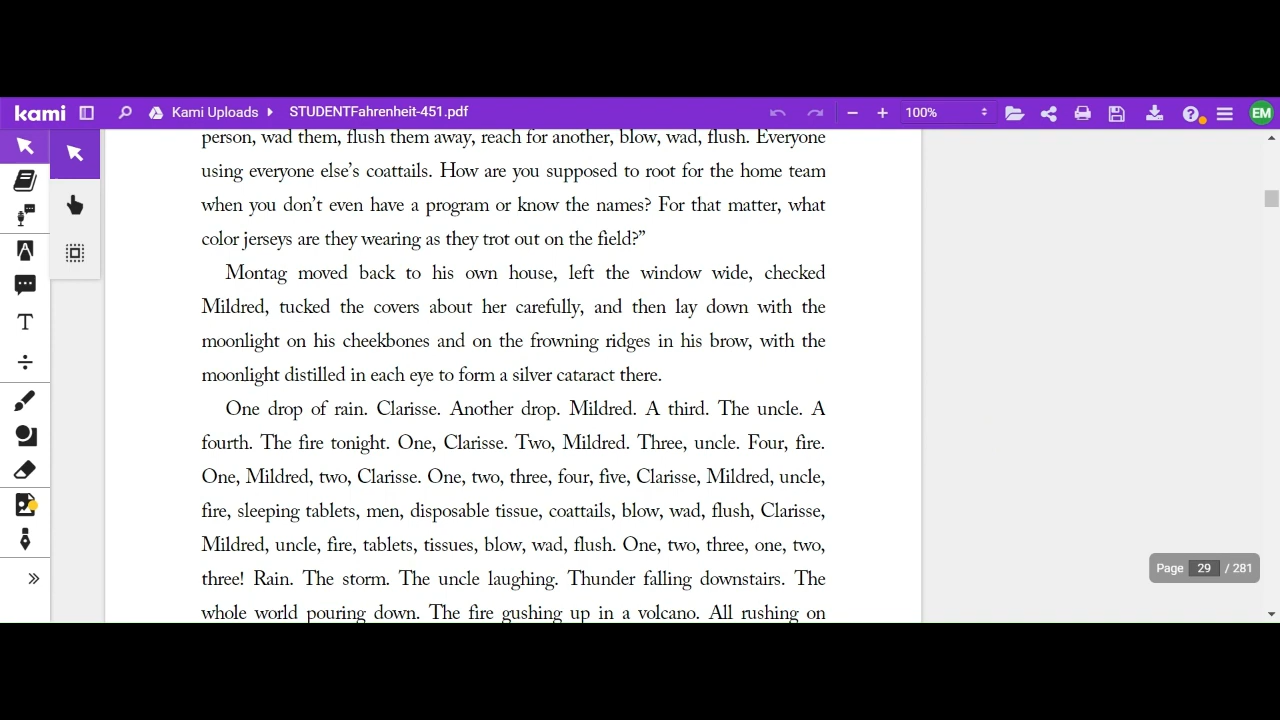 kami Kami Uploads STUDENTFahrenheit-451.pdf 100% EM
person, wad them, flush them away, reach for another, blow, wad, flush. Everyone
using everyone else’s coattails. How are you supposed to root for the home team
when you don’t even have a program or know the names? For that matter, what
color jerseys are they wearing as they trot out on the field?”
Montag moved back to his own house, left the window wide, checked
Mildred, tucked the covers about her carefully, and then lay down with the
moonlight on his cheekbones and on the frowning ridges in his brow, with the
moonlight distilled in each eye to form a silver cataract there.
One drop of rain. Clarisse. Another drop. Mildred. A third. The uncle. A
fourth. The fire tonight. One, Clarisse. Two, Mildred. Three, uncle. Four, fire.
One, Mildred, two, Clarisse. One, two, three, four, five, Clarisse, Mildred, uncle,
fire, sleeping tablets, men, disposable tissue, coattails, blow, wad, flush, Clarisse,
Mildred, uncle, fire, tablets, tissues, blow, wad, flush. One, two, three, one, two,
three! Rain. The storm. The uncle laughing. Thunder falling downstairs. The
whole world pouring down. The fire gushing up in a volcano. All rushing on
Page 29 / 281